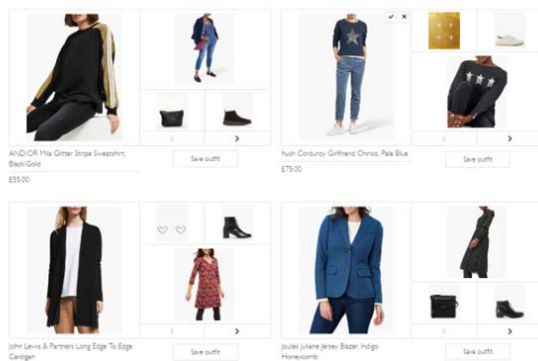 AND/OR Mila Glitter Stripe Sweatshirt,
Black/Gold
£55.00
Save outfit
hush Corduroy Girlfriend Chinos, Pale Blue
£75.00
Save outfit
John Lewis & Partners Long Edge To Edge
Cardigan
Save outfit
Joules Juliane Jersey Blazer, Indigo
Honeycomb
Save outfit